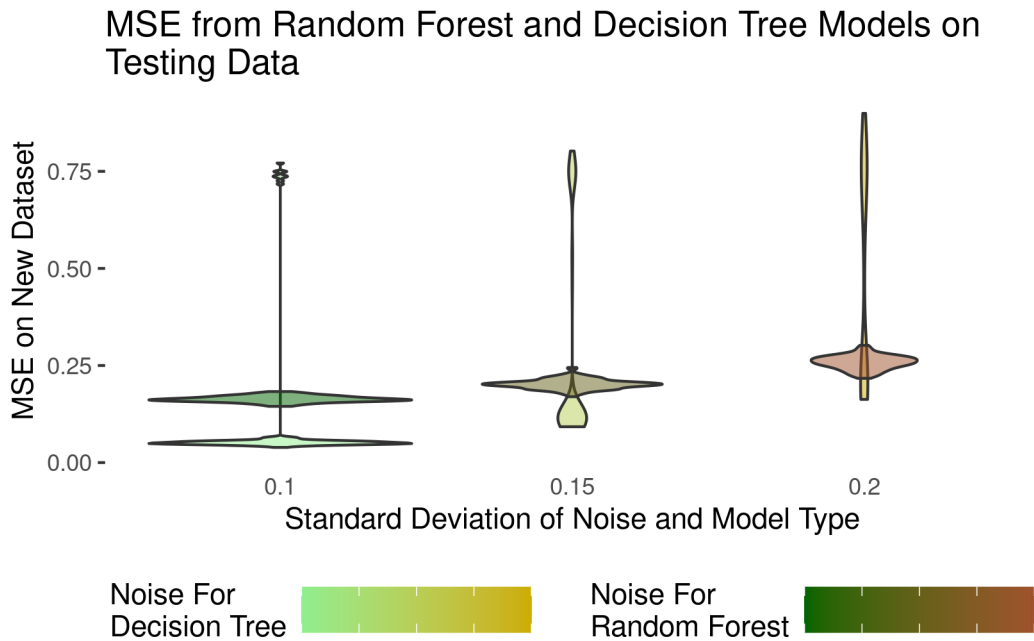 MSE from Random Forest and Decision Tree Models on
Testing Data
MSE on New Dataset
0.75
0.50
0.25
0.00
0.1 0.15 0.2
Standard Deviation of Noise and Model Type
Noise For
Decision Tree
Noise For
Random Forest